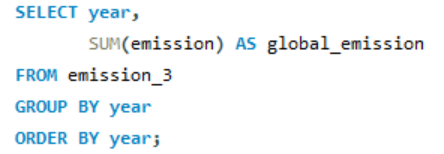 SELECT year,
       SUM(emission) AS global_emission
FROM emission_3
GROUP BY year
ORDER BY year;